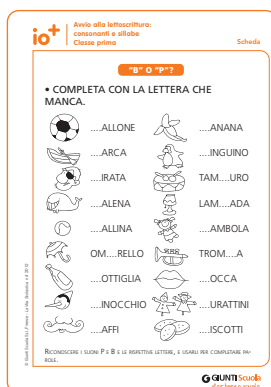 io+
Avvio alla letto­scrittura:
consonanti e sillabe
Classe prima
Scheda
"B" O "P"?
• COMPLETA CON LA LETTERA CHE
MANCA.
....ALLONE
....ANANA
....ARCA
....INGUINO
....IRATA
TAM....URO
....ALENA
LAM....ADA
....ALLINA
....AMBOLA
OM....RELLO
TROM....A
....OTTIGLIA
....OCCA
....INOCCHIO
....URATTINI
....AFFI
....ISCOTTI
RICONOSCERE I SUONI P E B E LE RISPETTIVE LETTERE, E USARLI PER COMPLETARE PA-
ROLE.
GIUNTI Scuola